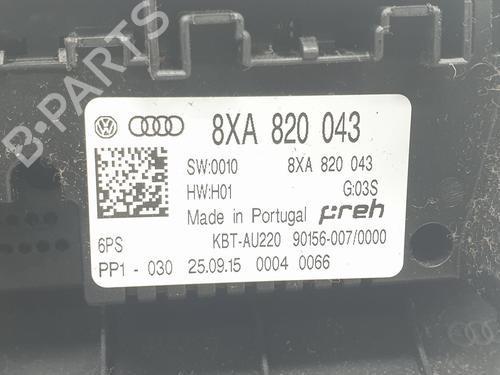 8XA 820 043
SW:0010 8XA 820 043
HW:H01 G:03S
Made in Portugal preh
6PS KBT-AU220 90156-007/0000
PP1 - 030 25.09.15 0004 0066
B-PARTS